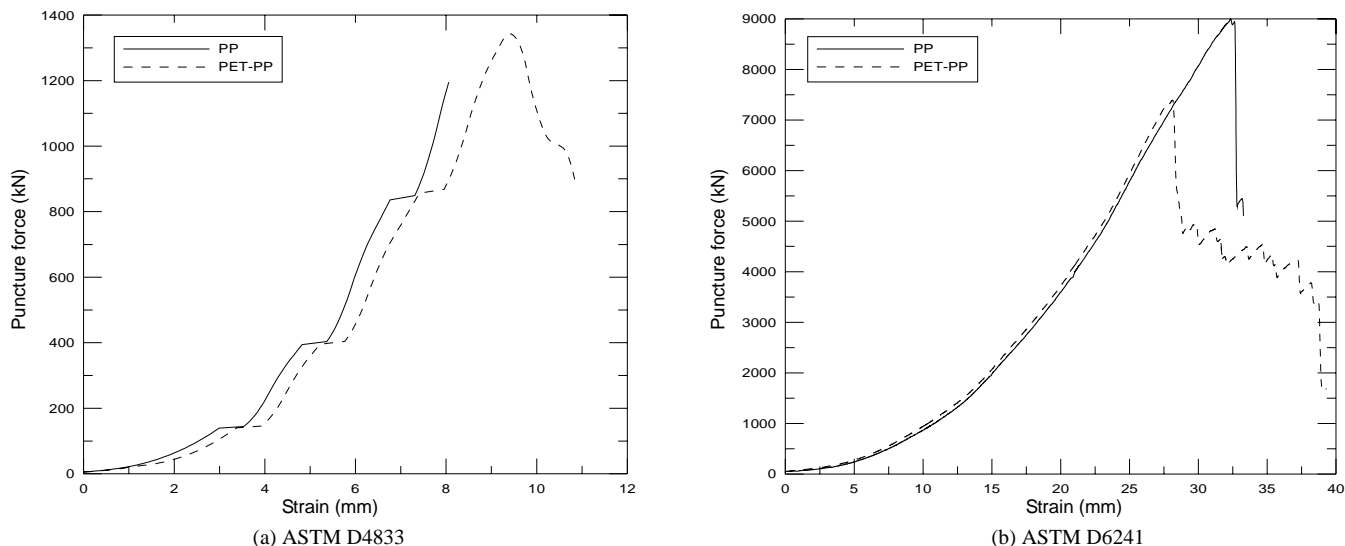 1400
1200
1000
800
600
400
200
0
Puncture force (kN)
PP
PET-PP
0 2 4 6 8 10 12
Strain (mm)
(a) ASTM D4833
9000
8000
7000
6000
5000
4000
3000
2000
1000
0
Puncture force (kN)
PP
PET-PP
0 5 10 15 20 25 30 35 40
Strain (mm)
(b) ASTM D6241